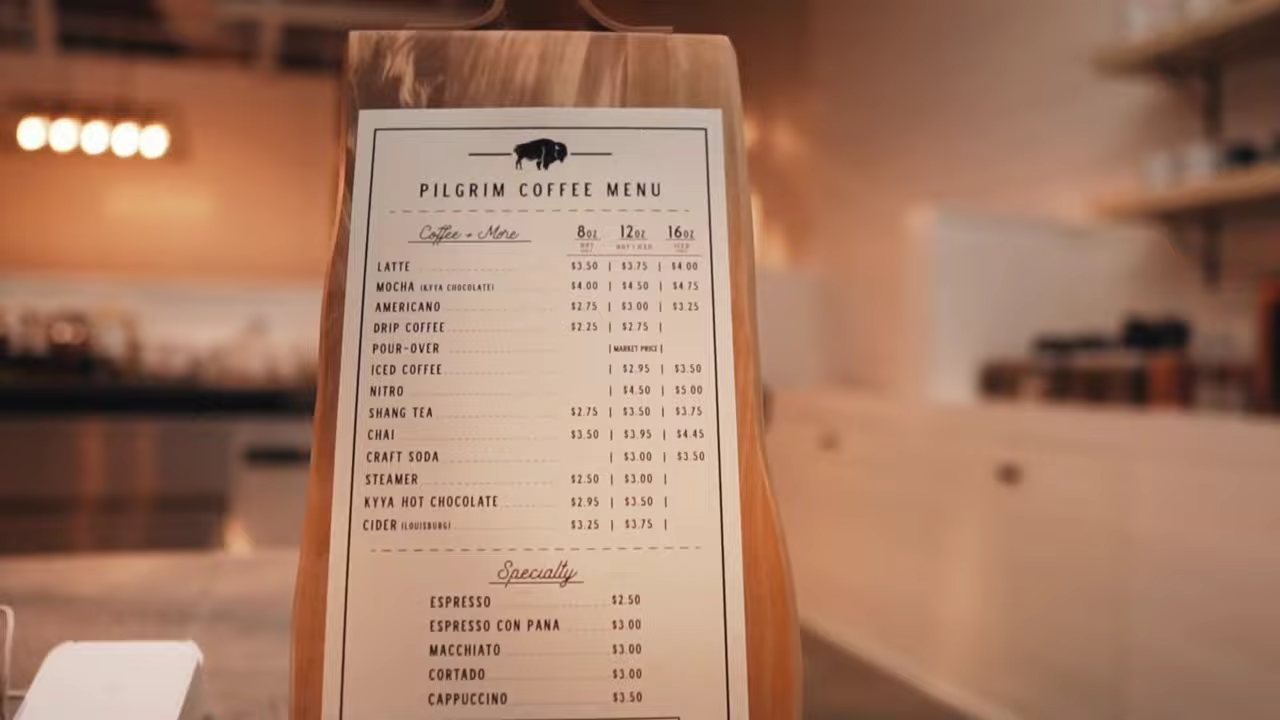 PILGRIM COFFEE MENU
Coffee + More 8oz 12oz 16oz
HOT HOT \ ICED ICED
LATTE $3.50 | $3.75 | $4.00
MOCHA (KYYA CHOCOLATE) $4.00 | $4.50 | $4.75
AMERICANO $2.75 | $3.00 | $3.25
DRIP COFFEE $2.25 | $2.75 |
POUR-OVER | MARKET PRICE |
ICED COFFEE | $2.95 | $3.50
NITRO | $4.50 | $5.00
SHANG TEA $2.75 | $3.50 | $3.75
CHAI $3.50 | $3.95 | $4.45
CRAFT SODA | $3.00 | $3.50
STEAMER $2.50 | $3.00 |
KYYA HOT CHOCOLATE $2.95 | $3.50 |
CIDER (LOUISBURG) $3.25 | $3.75 |
Specialty
ESPRESSO $2.50
ESPRESSO CON PANA $3.00
MACCHIATO $3.00
CORTADO $3.00
CAPPUCCINO $3.50